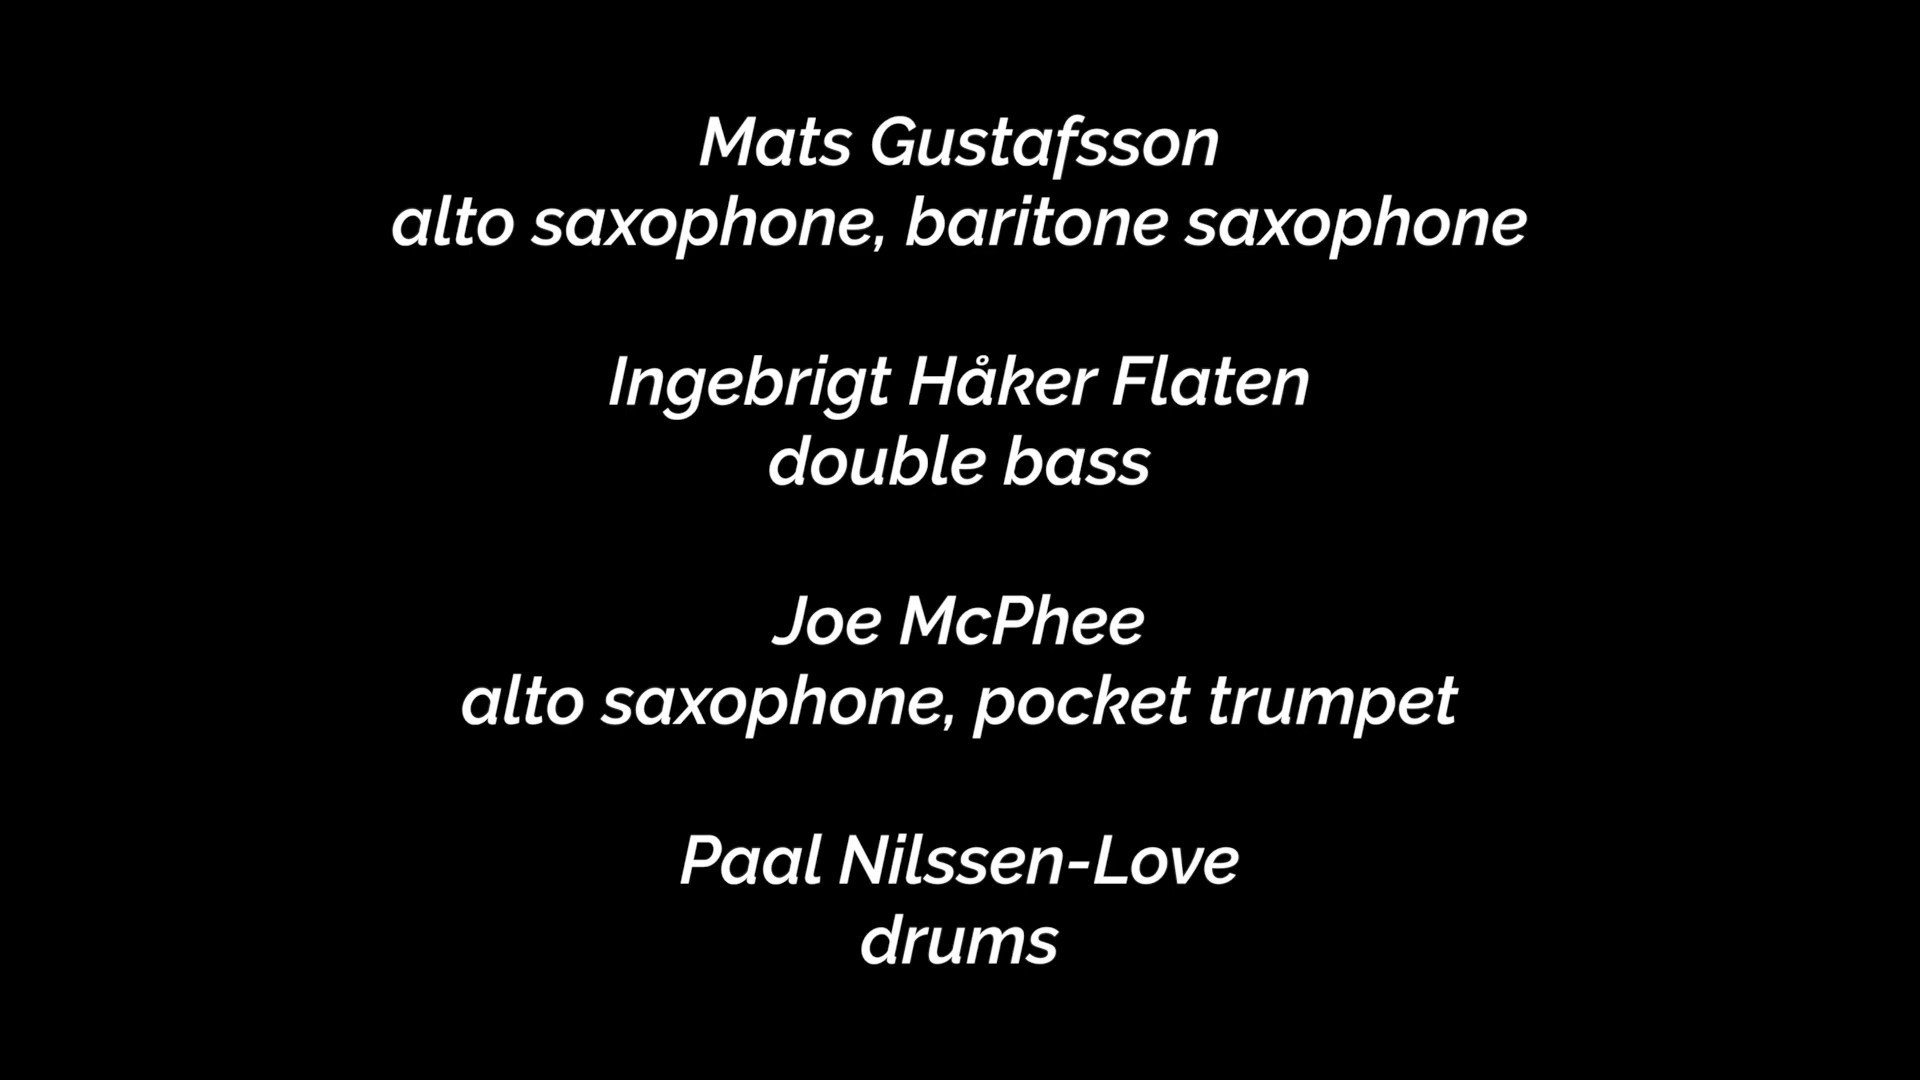 Mats Gustafsson
alto saxophone, baritone saxophone
Ingebrigt Håker Flaten
double bass
Joe McPhee
alto saxophone, pocket trumpet
Paal Nilssen-Love
drums